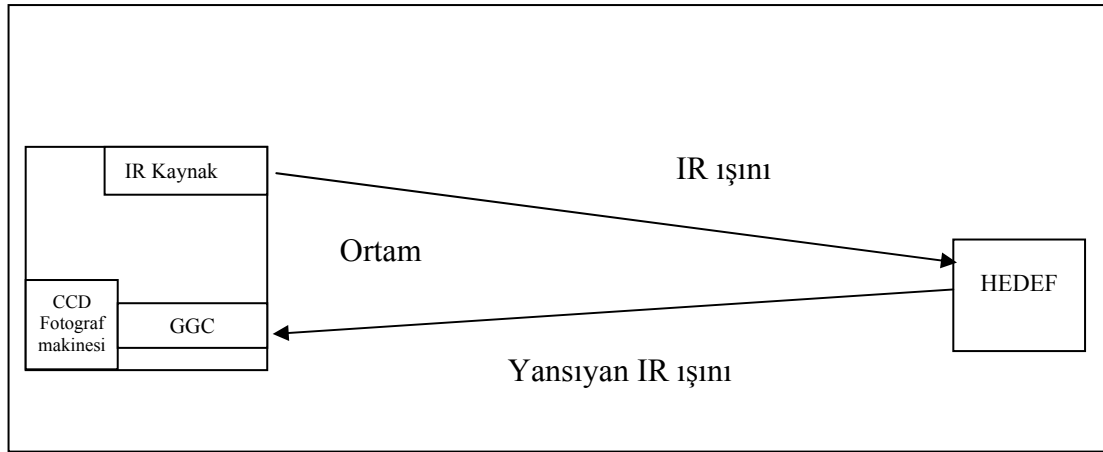 IR Kaynak
IR ışını
Ortam
HEDEF
CCD
Fotograf
makinesi
GGC
Yansıyan IR ışını